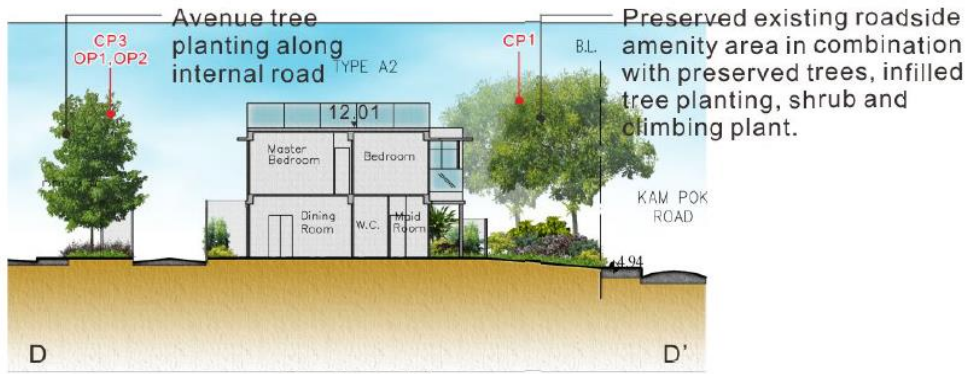 Avenue tree
planting along
internal road
CP3
OP1,OP2
TYPE A2
CP1
B.L.
Preserved existing roadside
amenity area in combination
with preserved trees, infilled
tree planting, shrub and
climbing plant.
12.01
Master
Bedroom
Bedroom
Dining
Room
W.C.
Maid
Room
KAM POK
ROAD
4.94
D
D'